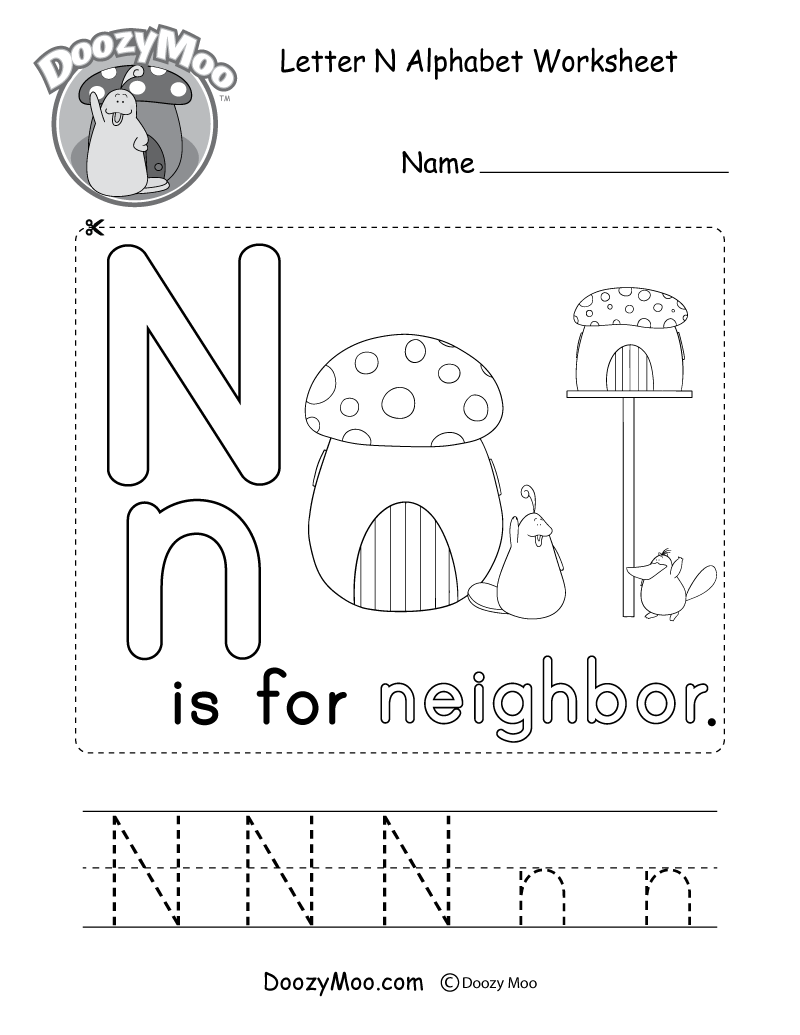 DoozyMoo
TM
Letter N Alphabet Worksheet
Name
N
n
is for neighbor.
N N N n n
DoozyMoo.com © Doozy Moo